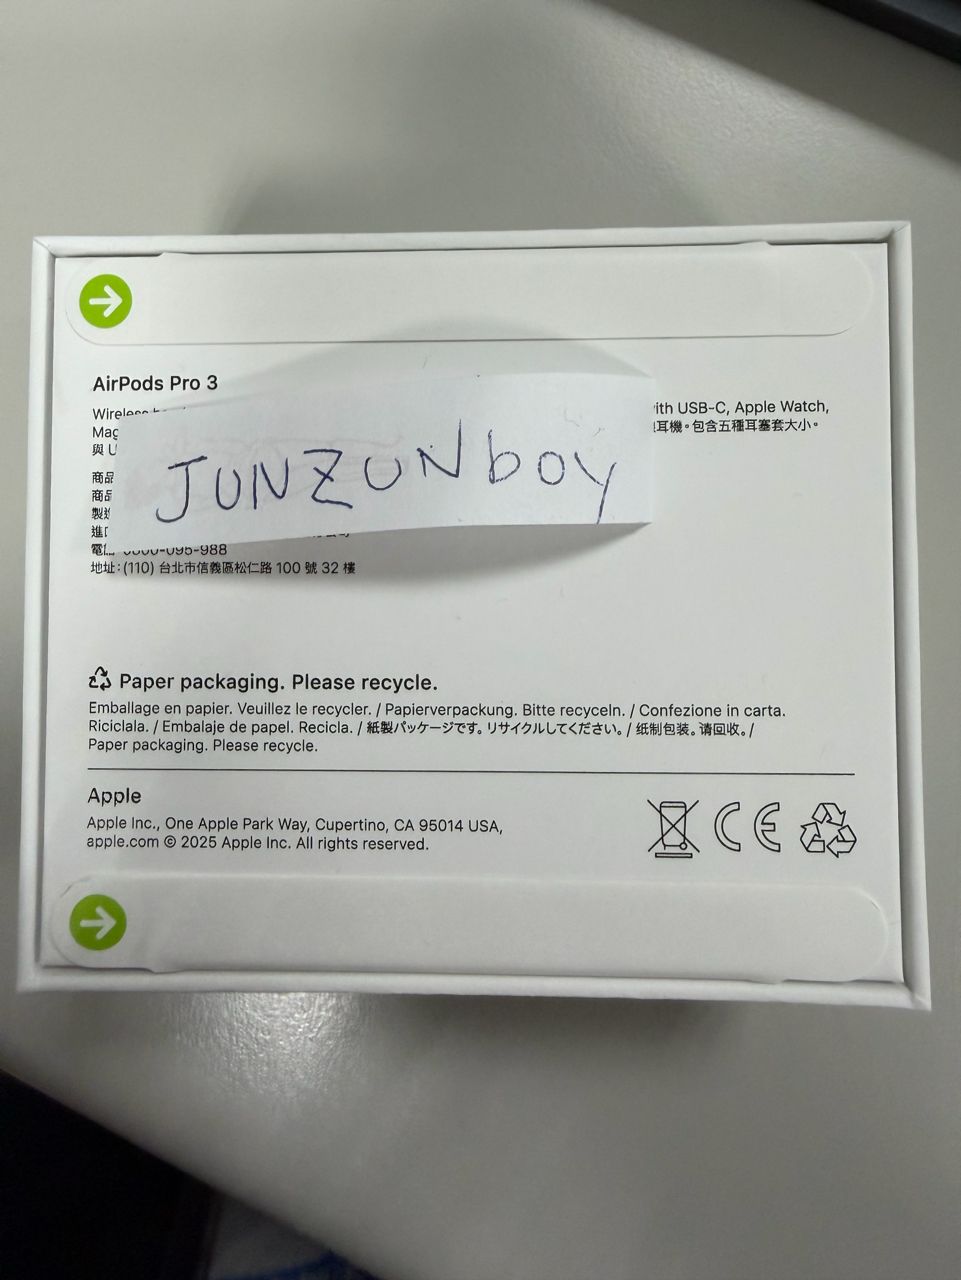 AirPods Pro 3
Wireless
ith USB-C, Apple Watch,
耳機。包含五種耳塞套大小。
與 U
商品
商品
製造
進口
電
0800-095-988
地址：(110) 台北市信義區松仁路 100 號 32 樓
JUNZUNboy
Paper packaging. Please recycle.
Emballage en papier. Veuillez le recycler. / Papierverpackung. Bitte recyceln. / Confezione in carta.
Riciclala. / Embalaje de papel. Recicla. / 紙製パッケージです。リサイクルしてください。/ 纸制包装。请回收。/
Paper packaging. Please recycle.
Apple
Apple Inc., One Apple Park Way, Cupertino, CA 95014 USA,
apple.com © 2025 Apple Inc. All rights reserved.
CE